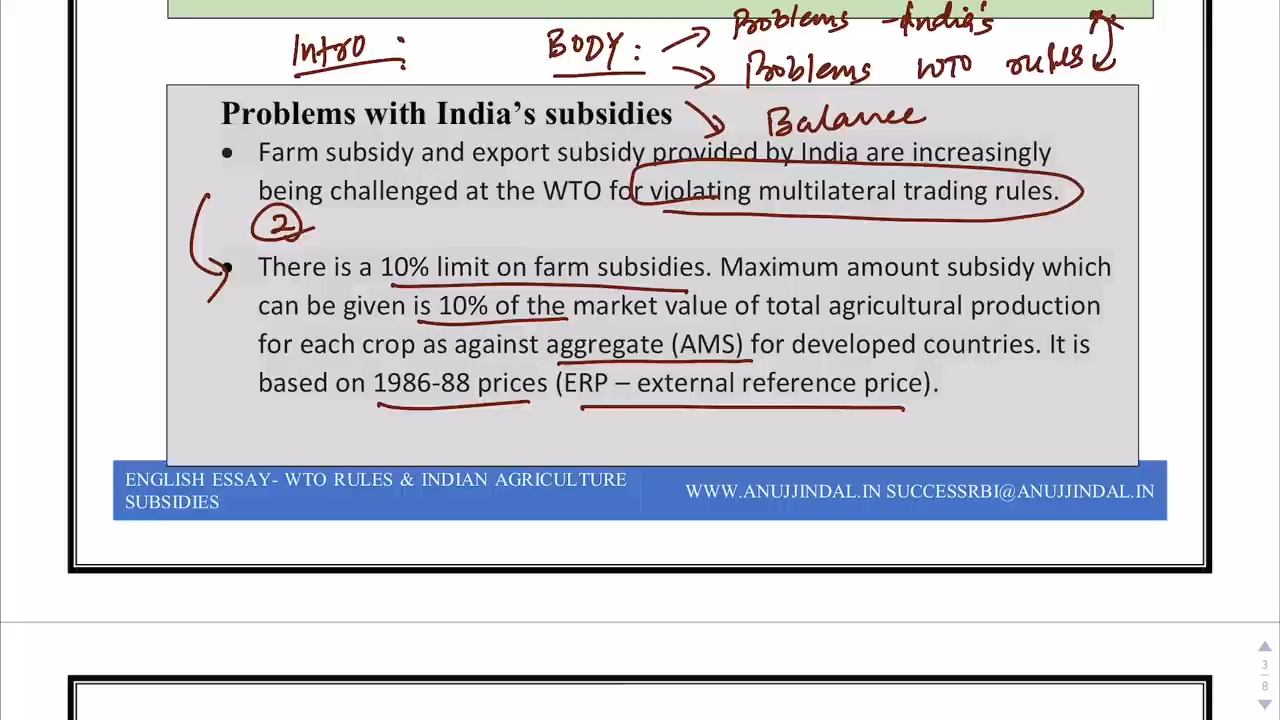 Problems - India's
Intro : BODY :
Problems WTO rules
Problems with India's subsidies
Balance
• Farm subsidy and export subsidy provided by India are increasingly
being challenged at the WTO for violating multilateral trading rules.
2
• There is a 10% limit on farm subsidies. Maximum amount subsidy which
can be given is 10% of the market value of total agricultural production
for each crop as against aggregate (AMS) for developed countries. It is
based on 1986-88 prices (ERP – external reference price).
ENGLISH ESSAY- WTO RULES & INDIAN AGRICULTURE
SUBSIDIES
WWW.ANUJJINDAL.IN SUCCESSRBI@ANUJJINDAL.IN
3
8